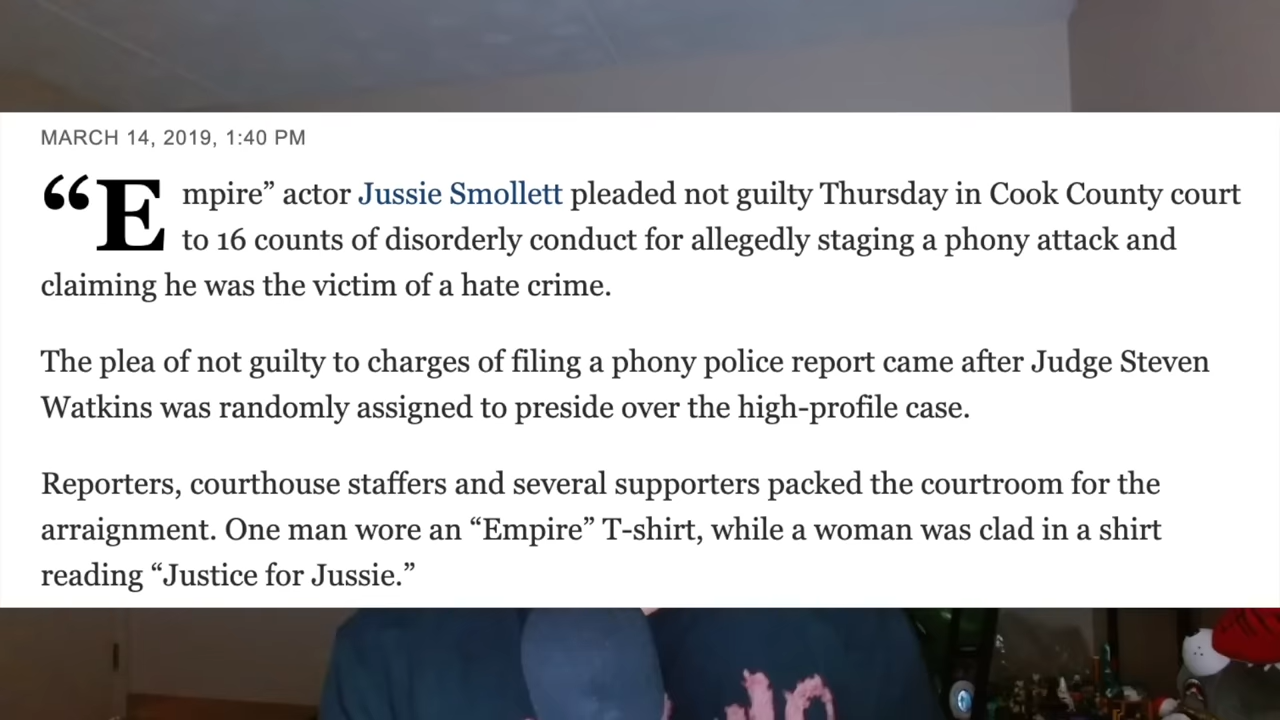 MARCH 14, 2019, 1:40 PM
“Empire” actor Jussie Smollett pleaded not guilty Thursday in Cook County court
to 16 counts of disorderly conduct for allegedly staging a phony attack and
claiming he was the victim of a hate crime.
The plea of not guilty to charges of filing a phony police report came after Judge Steven
Watkins was randomly assigned to preside over the high-profile case.
Reporters, courthouse staffers and several supporters packed the courtroom for the
arraignment. One man wore an “Empire” T-shirt, while a woman was clad in a shirt
reading “Justice for Jussie.”